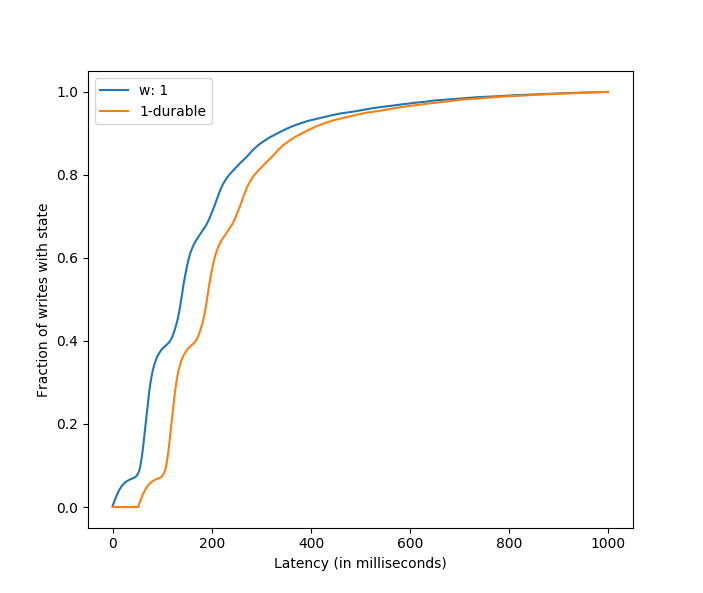 w: 1
1-durable
1.0
0.8
0.6
0.4
0.2
0.0
Fraction of writes with state
0 200 400 600 800 1000
Latency (in milliseconds)